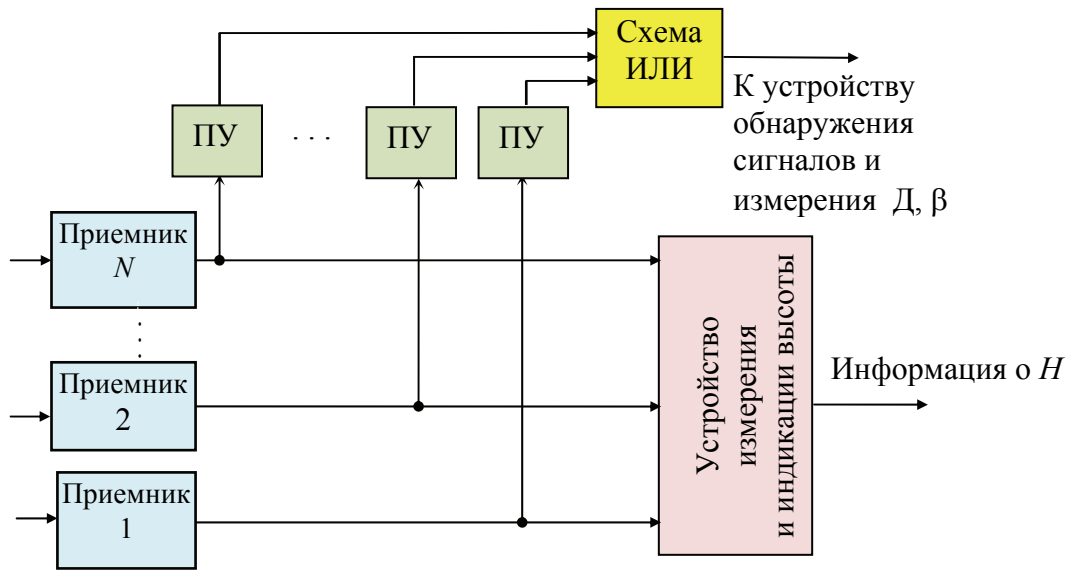 Схема
ИЛИ
К устройству
обнаружения
сигналов и
измерения Д, β
ПУ
. . .
ПУ
ПУ
Приемник
N
Приемник
2
Приемник
1
Устройство
измерения
и индикации высоты
Информация о H